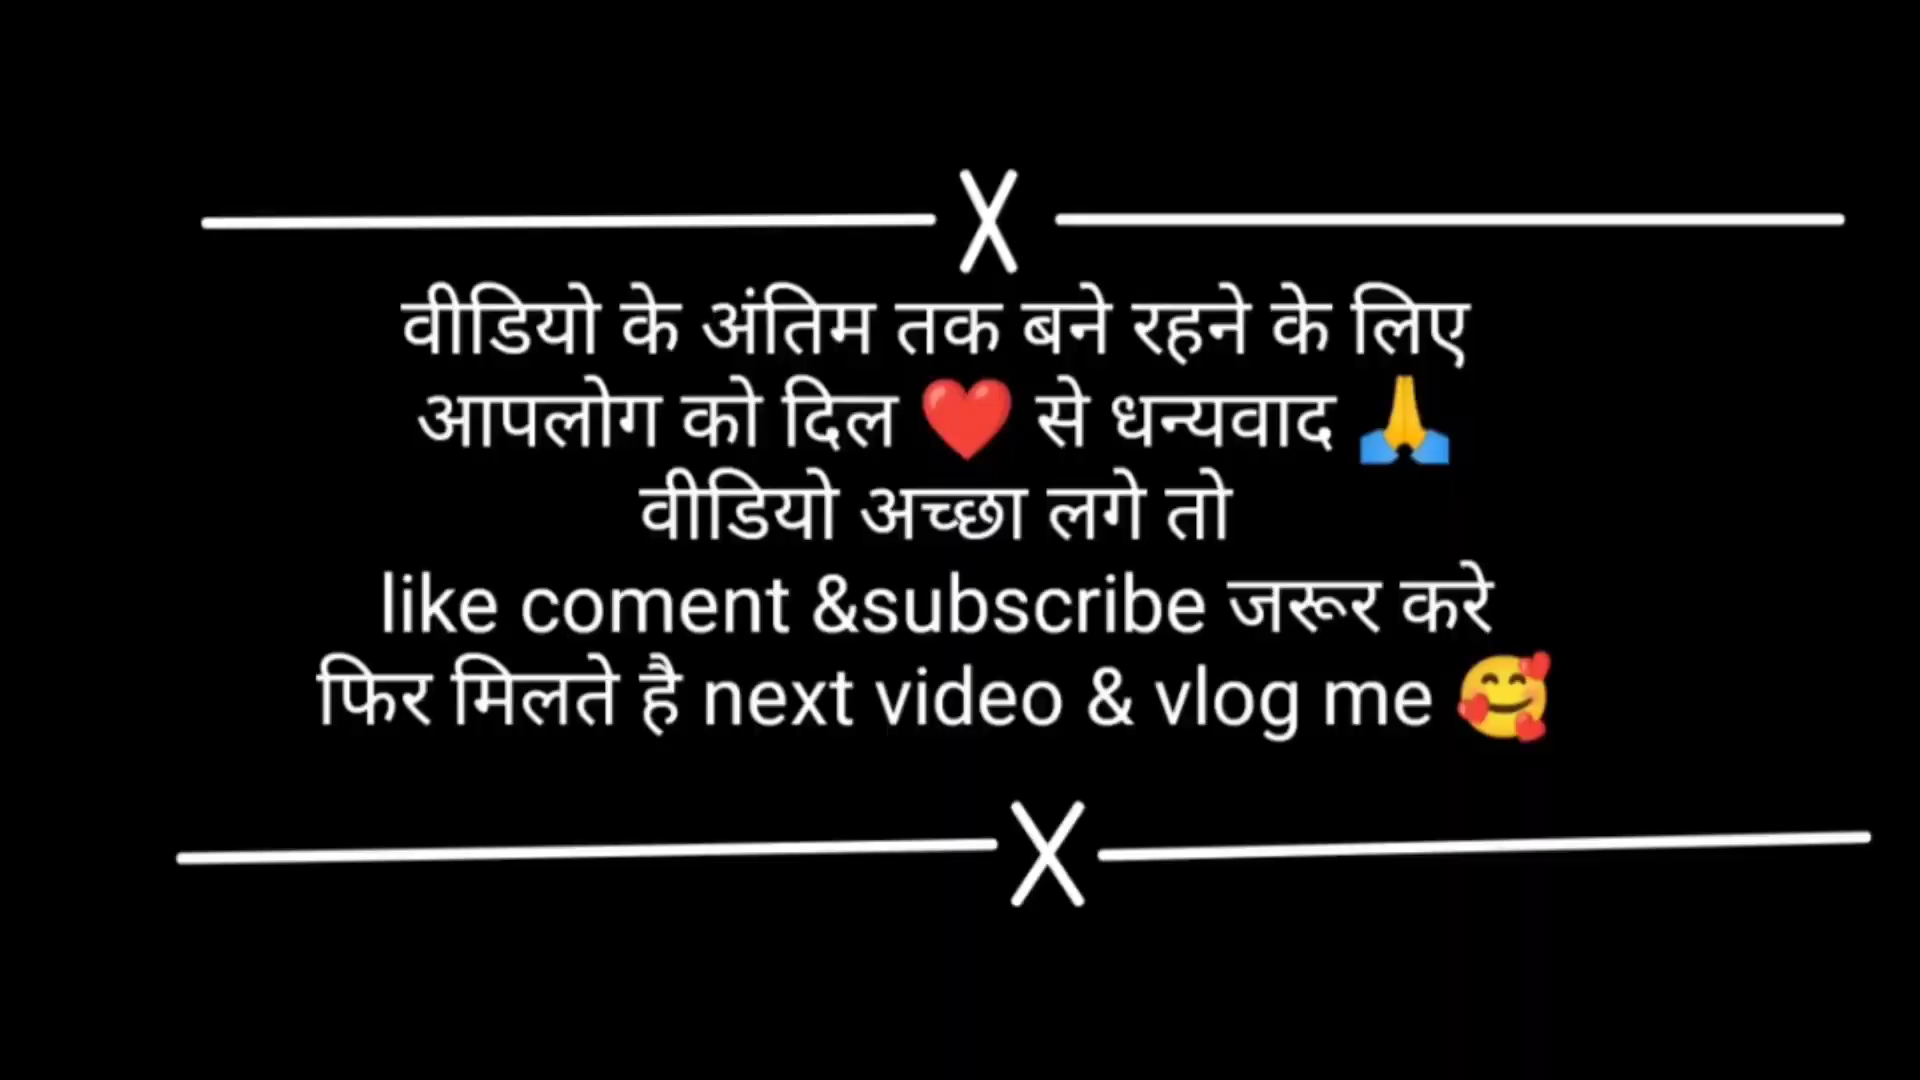 X
वीडियो के अंतिम तक बने रहने के लिए
आपलोग को दिल ❤️ से धन्यवाद 🙏
वीडियो अच्छा लगे तो
like coment &subscribe जरूर करे
फिर मिलते है next video & vlog me 🥰
X